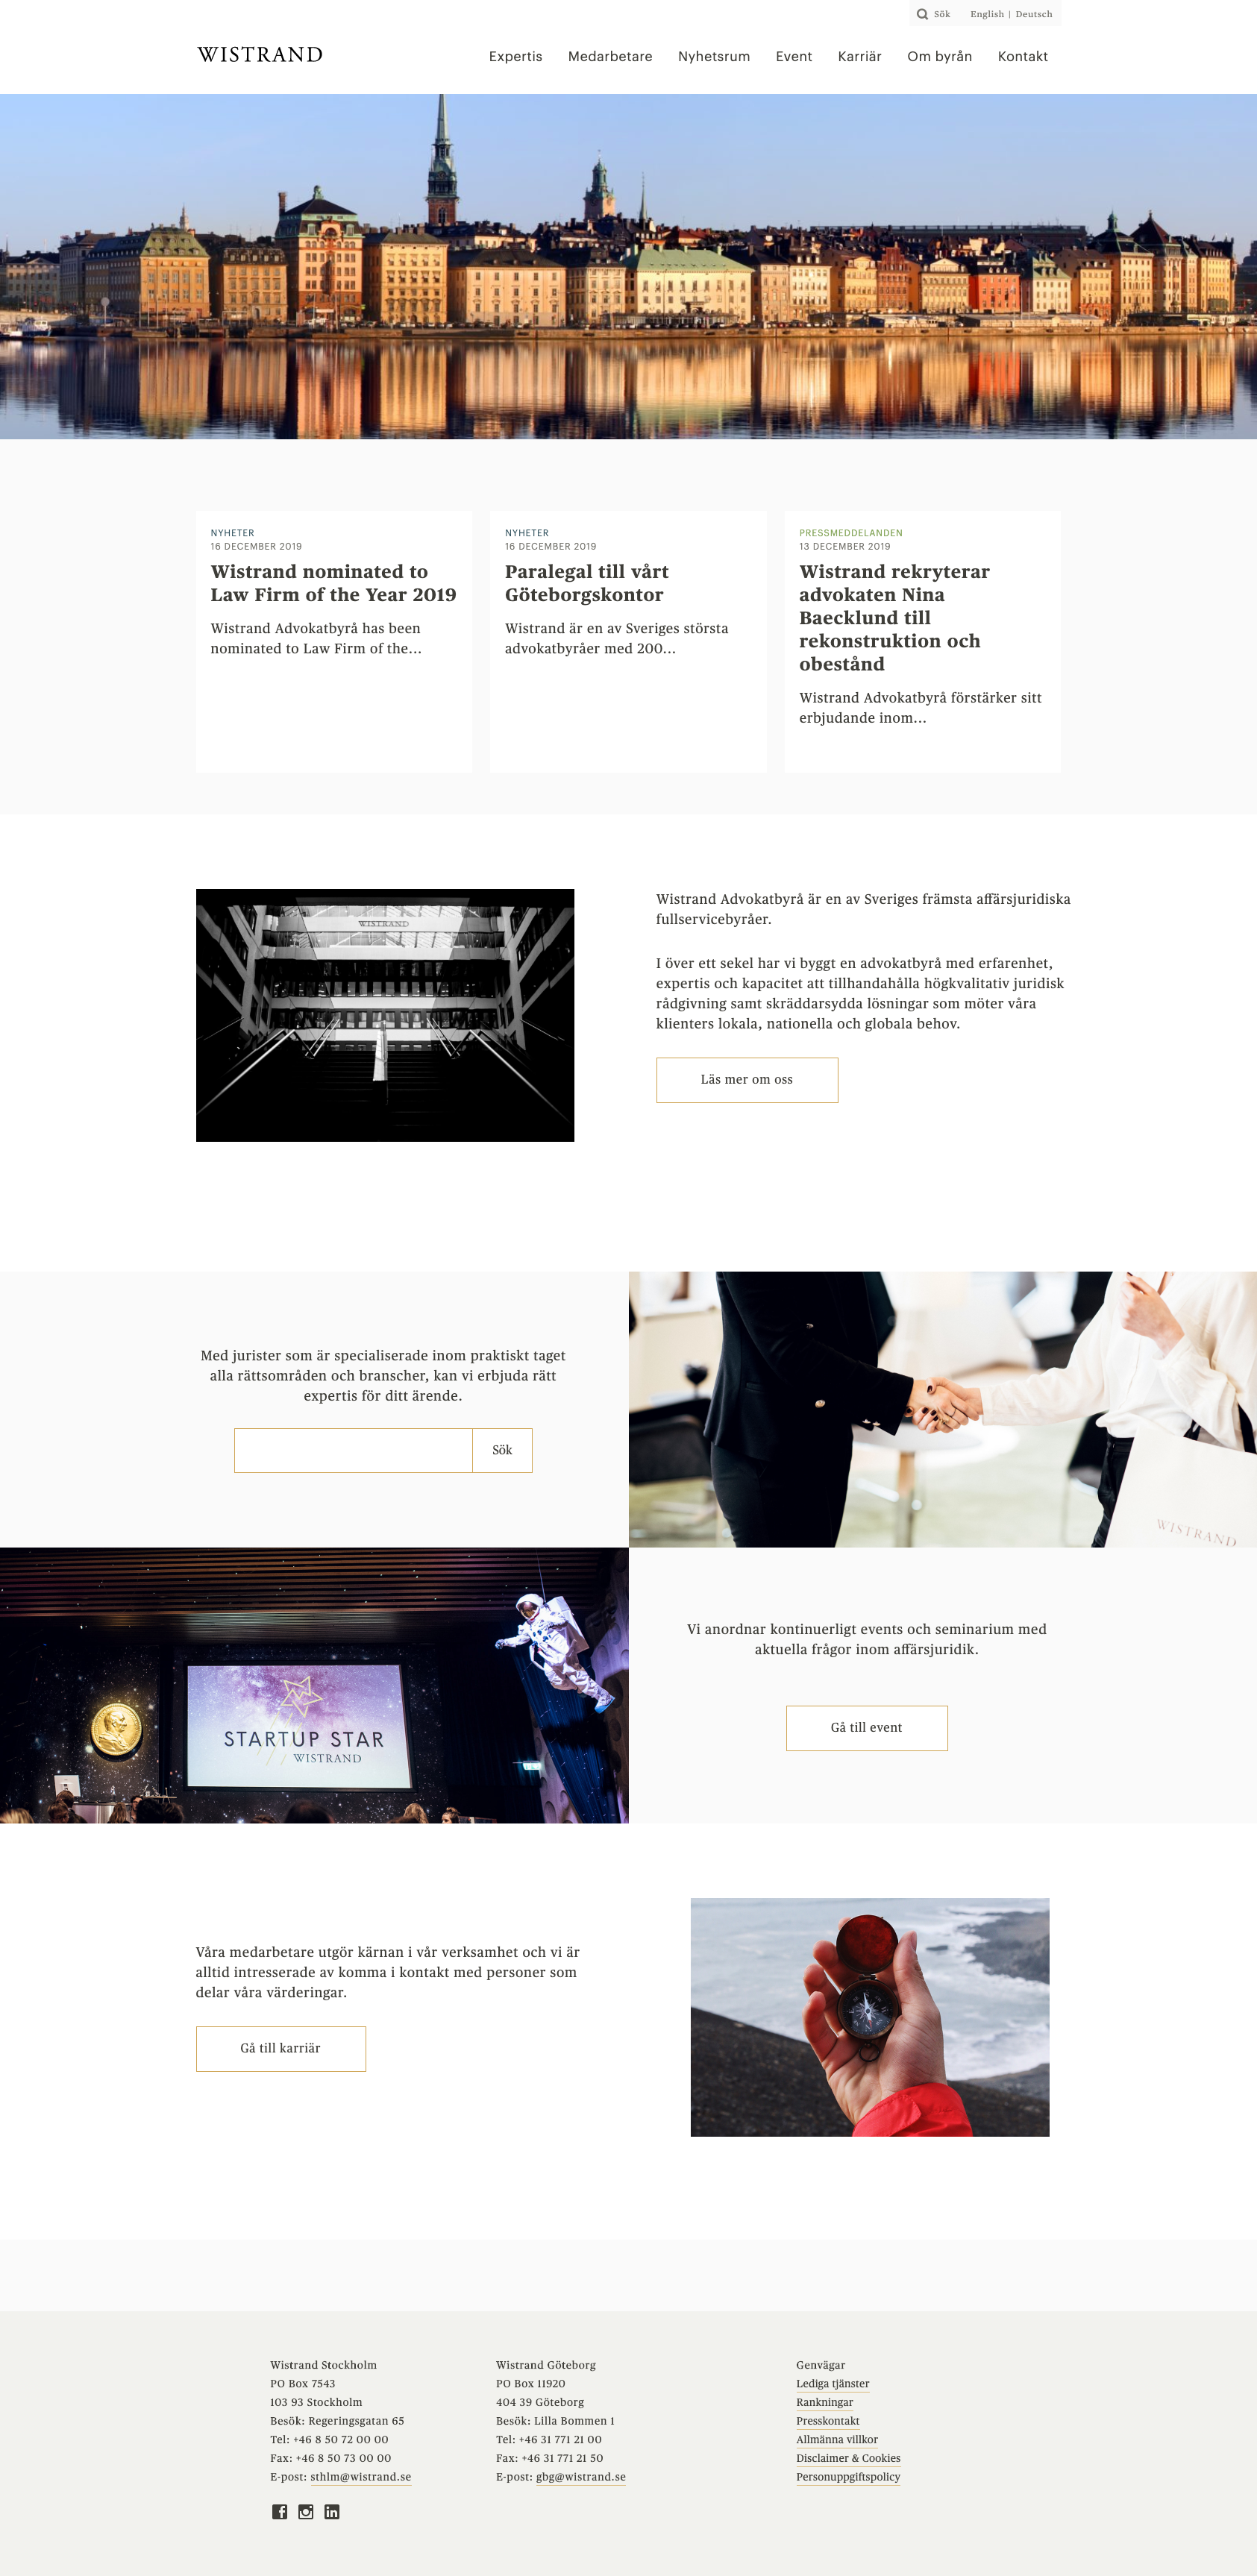 Sök English | Deutsch
WISTRAND
Expertis Medarbetare Nyhetsrum Event Karriär Om byrån Kontakt
NYHETER
16 DECEMBER 2019
Wistrand nominated to
Law Firm of the Year 2019
Wistrand Advokatbyrå has been
nominated to Law Firm of the...
NYHETER
16 DECEMBER 2019
Paralegal till vårt
Göteborgskontor
Wistrand är en av Sveriges största
advokatbyråer med 200...
PRESSMEDDELANDEN
13 DECEMBER 2019
Wistrand rekryterar
advokaten Nina
Baecklund till
rekonstruktion och
obestånd
Wistrand Advokatbyrå förstärker sitt
erbjudande inom...
WISTRAND
Wistrand Advokatbyrå är en av Sveriges främsta affärsjuridiska
fullservicebyråer.
I över ett sekel har vi byggt en advokatbyrå med erfarenhet,
expertis och kapacitet att tillhandahålla högkvalitativ juridisk
rådgivning samt skräddarsydda lösningar som möter våra
klienters lokala, nationella och globala behov.
Läs mer om oss
Med jurister som är specialiserade inom praktiskt taget
alla rättsområden och branscher, kan vi erbjuda rätt
expertis för ditt ärende.
Sök
WISTRAND
STARTUP STAR
WISTRAND
Vi anordnar kontinuerligt events och seminarium med
aktuella frågor inom affärsjuridik.
Gå till event
Våra medarbetare utgör kärnan i vår verksamhet och vi är
alltid intresserade av komma i kontakt med personer som
delar våra värderingar.
Gå till karriär
Wistrand Stockholm
PO Box 7543
103 93 Stockholm
Besök: Regeringsgatan 65
Tel: +46 8 50 72 00 00
Fax: +46 8 50 73 00 00
E-post: sthlm@wistrand.se
Wistrand Göteborg
PO Box 11920
404 39 Göteborg
Besök: Lilla Bommen 1
Tel: +46 31 771 21 00
Fax: +46 31 771 21 50
E-post: gbg@wistrand.se
Genvägar
Lediga tjänster
Rankningar
Presskontakt
Allmänna villkor
Disclaimer & Cookies
Personuppgiftspolicy